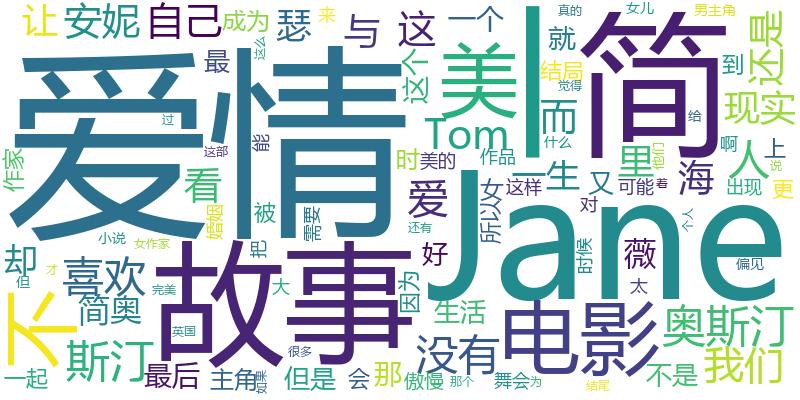 让
安妮
自己
成为
来
瑟
与
这
一个
真的
女儿
男主角
最
这么
就
到
还是
爱情
美
简
这个
结局
觉得
现实
作家
过
能
Tom
而
给
啊
这部
时
美的
作品
什么
里
他们
人
上
看
爱
一生
海
说
婚姻
被
需要
所以
女
这样
又
可能
着
出现
更
Jane
小说
女作家
把
还有
对
个人
却
喜欢
故事
好
时候
薇
偏见
但
才
完美
大
因为
太
不
简奥
生活
电影
奥斯汀
英国
没有
斯汀
很多
我们
一起
最后
主角
如果
但是
会
那
傲慢
那个
舞会
为
不是
结尾